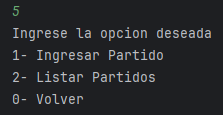 5
Ingrese la opcion deseada
1- Ingresar Partido
2- Listar Partidos
0- Volver